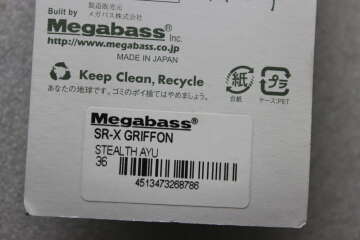 製造販売元
Built by メガバス株式会社
Megabass® Inc.
http://www.megabass.co.jp
MADE IN JAPAN
Keep Clean, Recycle
あなたの地球です。ゴミのポイ捨てはやめましょう。
紙
プラ
台紙
ケース:PET
Megabass®
SR-X GRIFFON
STEALTH AYU
36
4513473268786